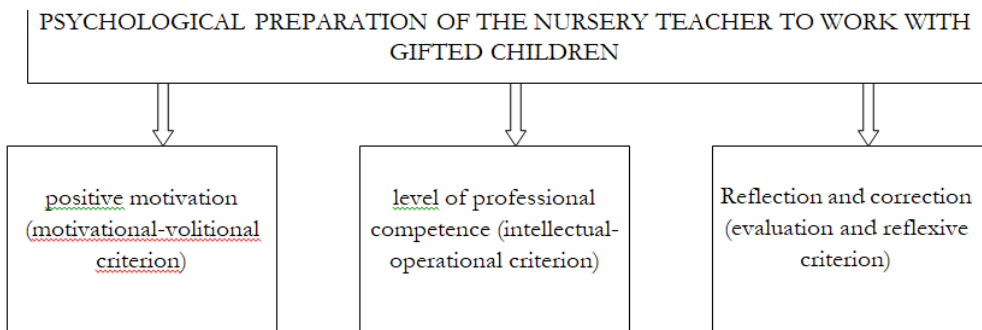 PSYCHOLOGICAL PREPARATION OF THE NURSERY TEACHER TO WORK WITH
GIFTED CHILDREN
positive motivation
(motivational-volitional
criterion)
level of professional
competence (intellectual-
operational criterion)
Reflection and correction
(evaluation and reflexive
criterion)